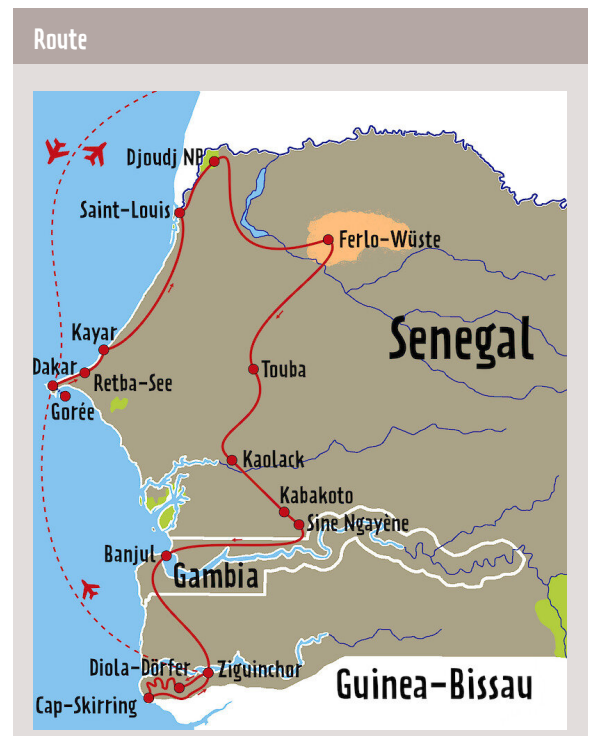 Route
Djoudj NP
Saint-Louis
Ferlo-Wüste
Senegal
Kayar
Dakar
Retba-See
Touba
Gorée
Kaolack
Kabakoto
Sine Ngayène
Banjul
Gambia
Diola-Dörfer
Ziguinchor
Guinea-Bissau
Cap-Skirring